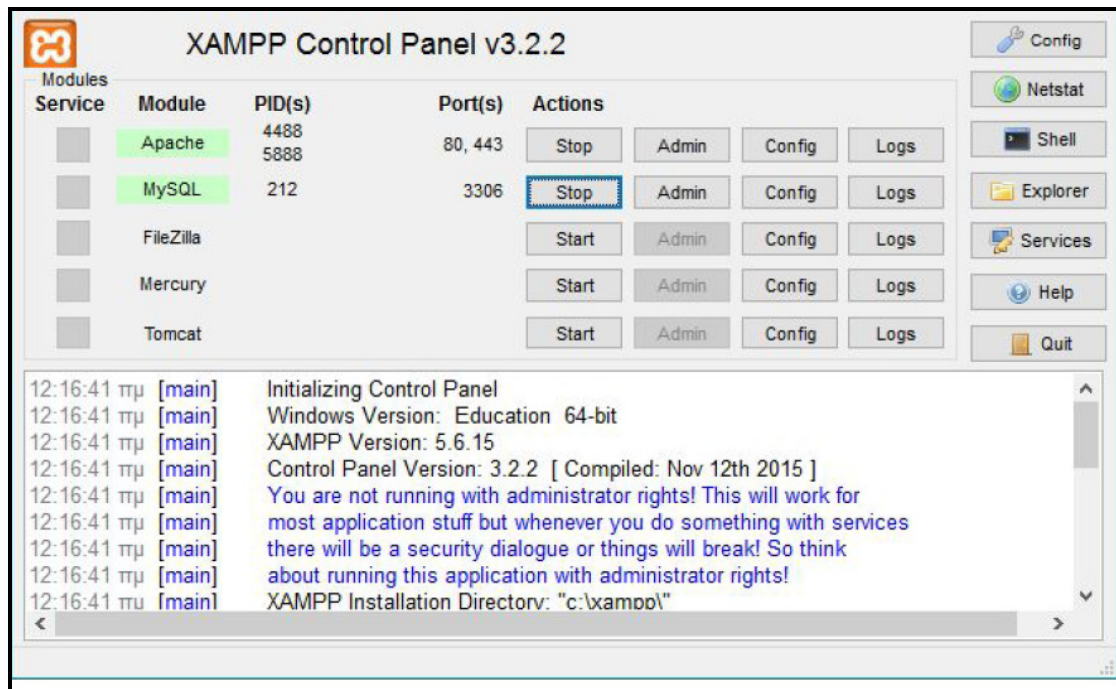 XAMPP Control Panel v3.2.2
Config
Netstat
Shell
Explorer
Services
Help
Quit
Modules
Service Module PID(s) Port(s) Actions
Apache 4488 5888 80, 443 Stop Admin Config Logs
MySQL 212 3306 Stop Admin Config Logs
FileZilla Start Admin Config Logs
Mercury Start Admin Config Logs
Tomcat Start Admin Config Logs
12:16:41 πμ [main] Initializing Control Panel
12:16:41 πμ [main] Windows Version: Education 64-bit
12:16:41 πμ [main] XAMPP Version: 5.6.15
12:16:41 πμ [main] Control Panel Version: 3.2.2 [ Compiled: Nov 12th 2015 ]
12:16:41 πμ [main] You are not running with administrator rights! This will work for
12:16:41 πμ [main] most application stuff but whenever you do something with services
12:16:41 πμ [main] there will be a security dialogue or things will break! So think
12:16:41 πμ [main] about running this application with administrator rights!
12:16:41 πμ [main] XAMPP Installation Directory: "c:\xampp\"